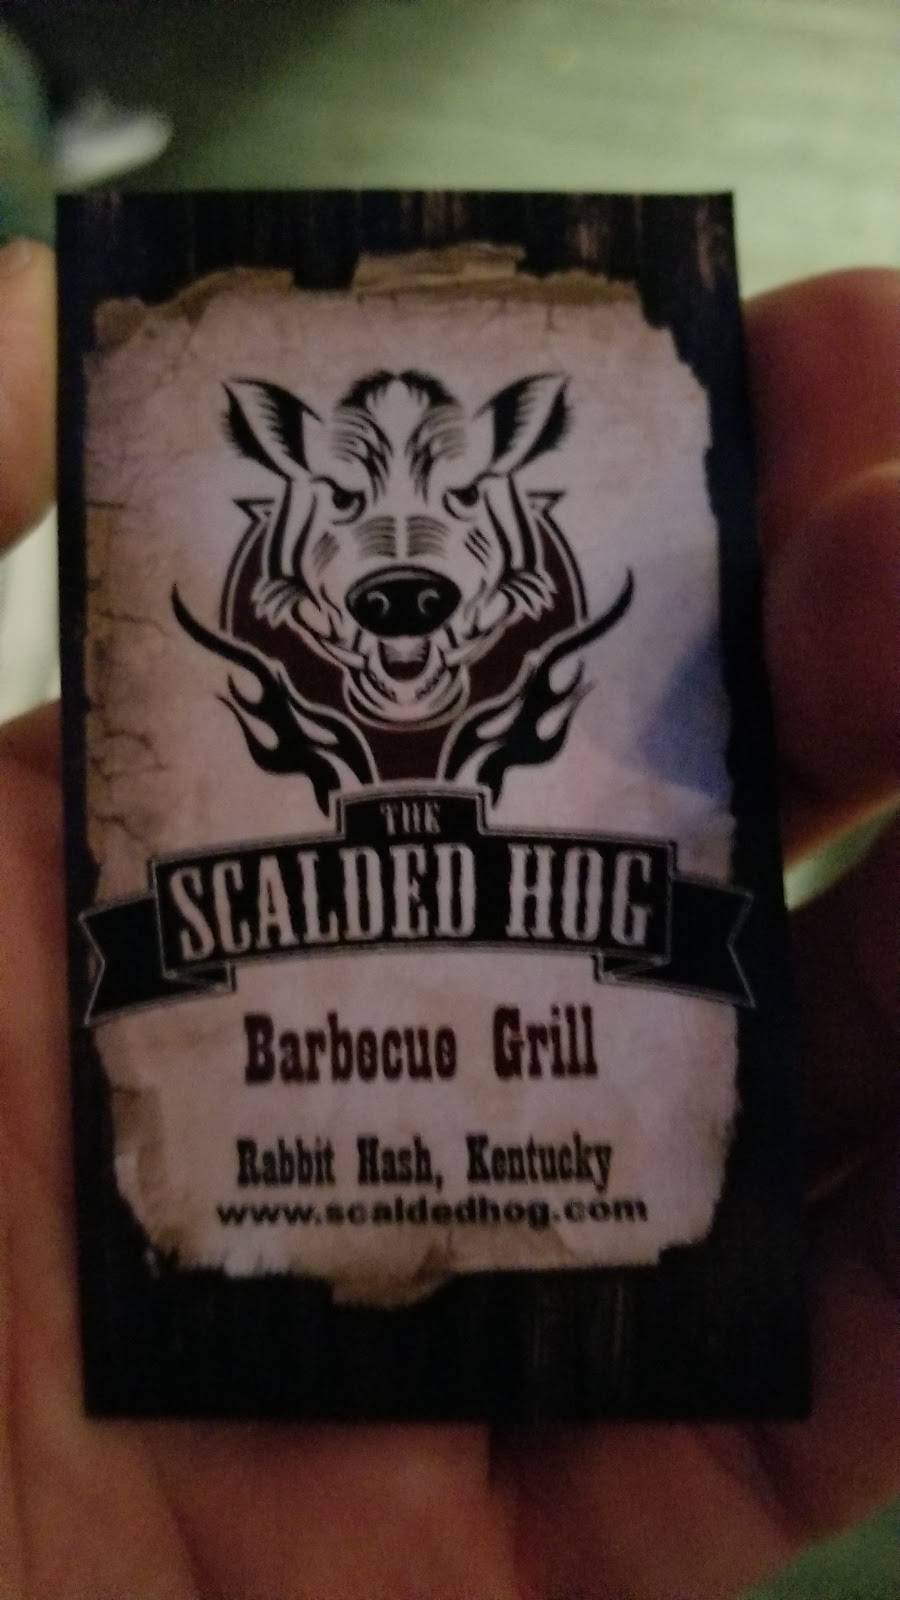 THE
SCALDED HOG
Barbecue Grill
Rabbit Hash, Kentucky
www.scaldedhog.com